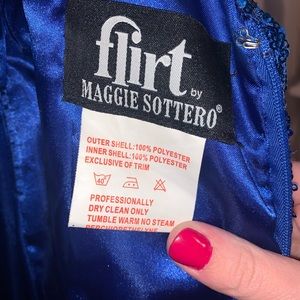 flirt
by
MAGGIE SOTTERO®
OUTER SHELL:100% POLYESTER
INNER SHELL:100% POLYESTER
EXCLUSIVE OF TRIM
40
PROFESSIONALLY
DRY CLEAN ONLY
TUMBLE WARM NO STEAM